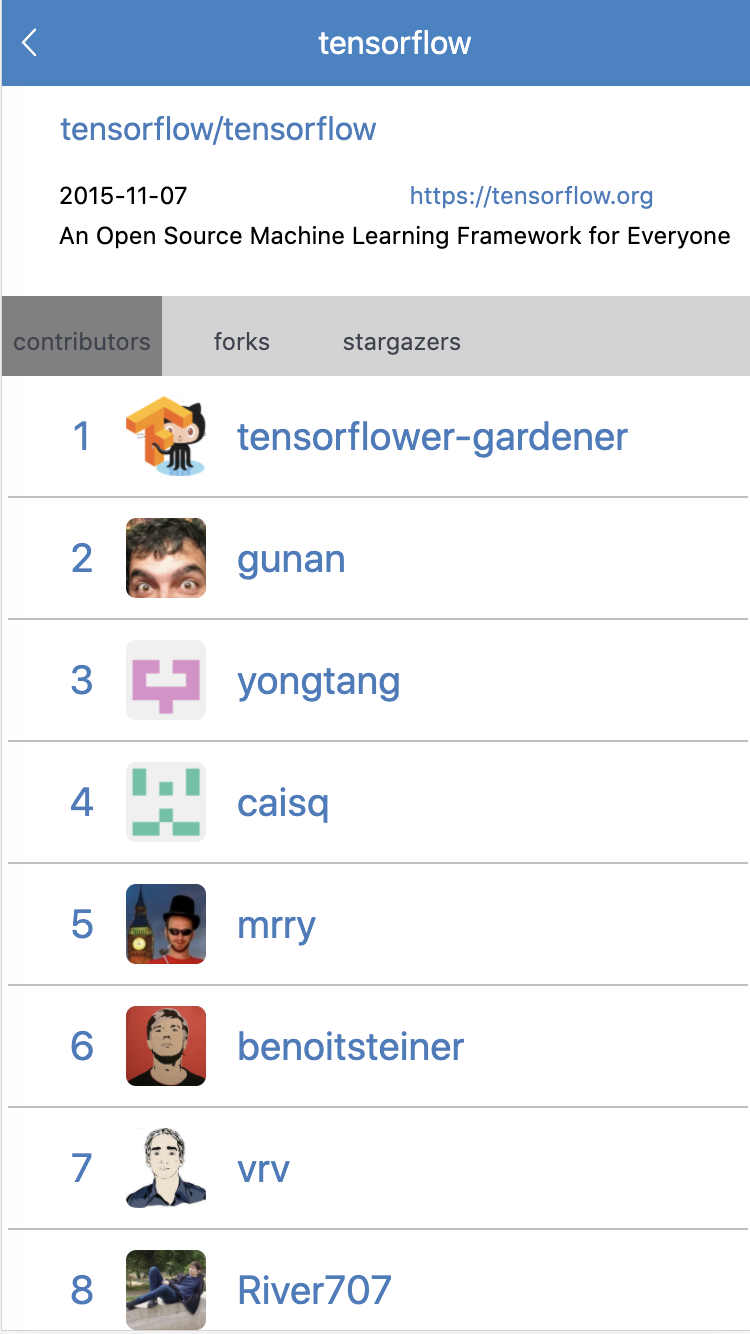 tensorflow
tensorflow/tensorflow
2015-11-07 https://tensorflow.org
An Open Source Machine Learning Framework for Everyone
contributors forks stargazers
1 tensorflower-gardener
2 gunan
3 yongtang
4 caisq
5 mrry
6 benoitsteiner
7 vrv
8 River707